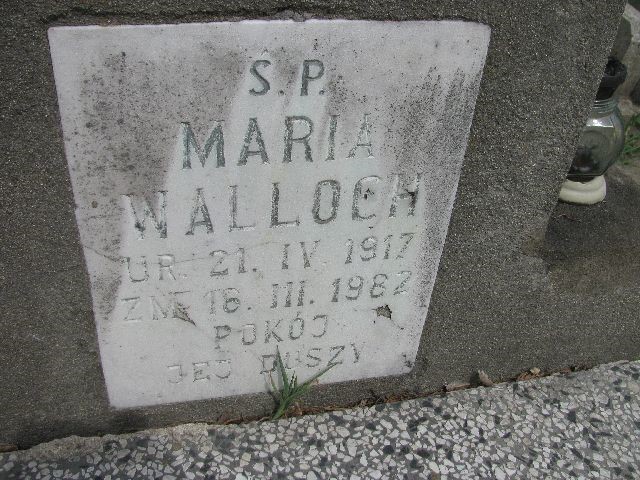 Ś.P.
MARIA
WALLOCH
UR. 21. IV. 1917
ZM. 16. III. 1982
POKÓJ
JEJ DUSZY